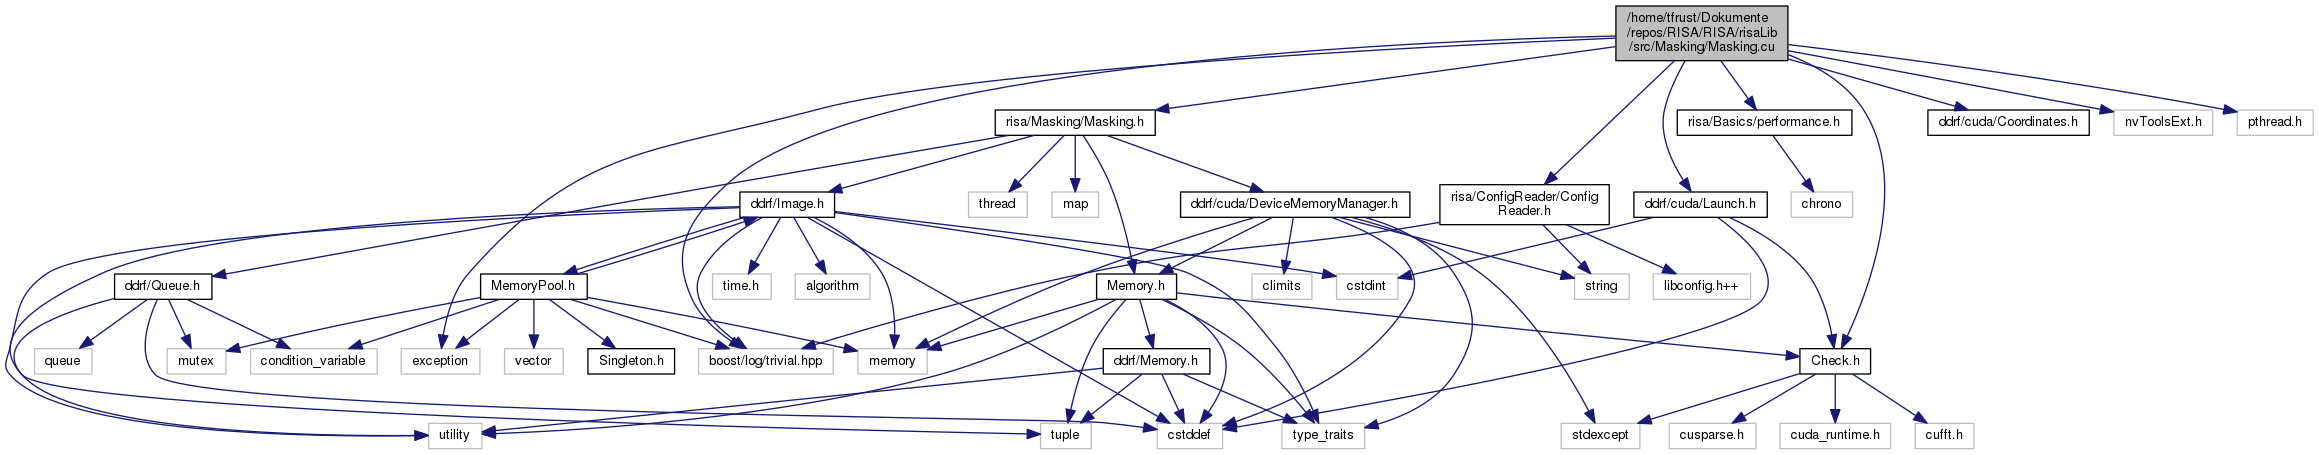 /home/tfrust/Dokumente
/repos/RISA/RISA/risaLib
/src/Masking/Masking.cu
risa/Masking/Masking.h
risa/Basics/performance.h
ddrf/cuda/Coordinates.h
nvToolsExt.h
pthread.h
ddrf/Image.h
thread
map
ddrf/cuda/DeviceMemoryManager.h
risa/ConfigReader/Config
Reader.h
ddrf/cuda/Launch.h
chrono
ddrf/Queue.h
MemoryPool.h
time.h
algorithm
Memory.h
climits
cstdint
string
libconfig.h++
queue
mutex
condition_variable
exception
vector
Singleton.h
boost/log/trivial.hpp
memory
ddrf/Memory.h
Check.h
utility
tuple
cstddef
type_traits
stdexcept
cusparse.h
cuda_runtime.h
cufft.h